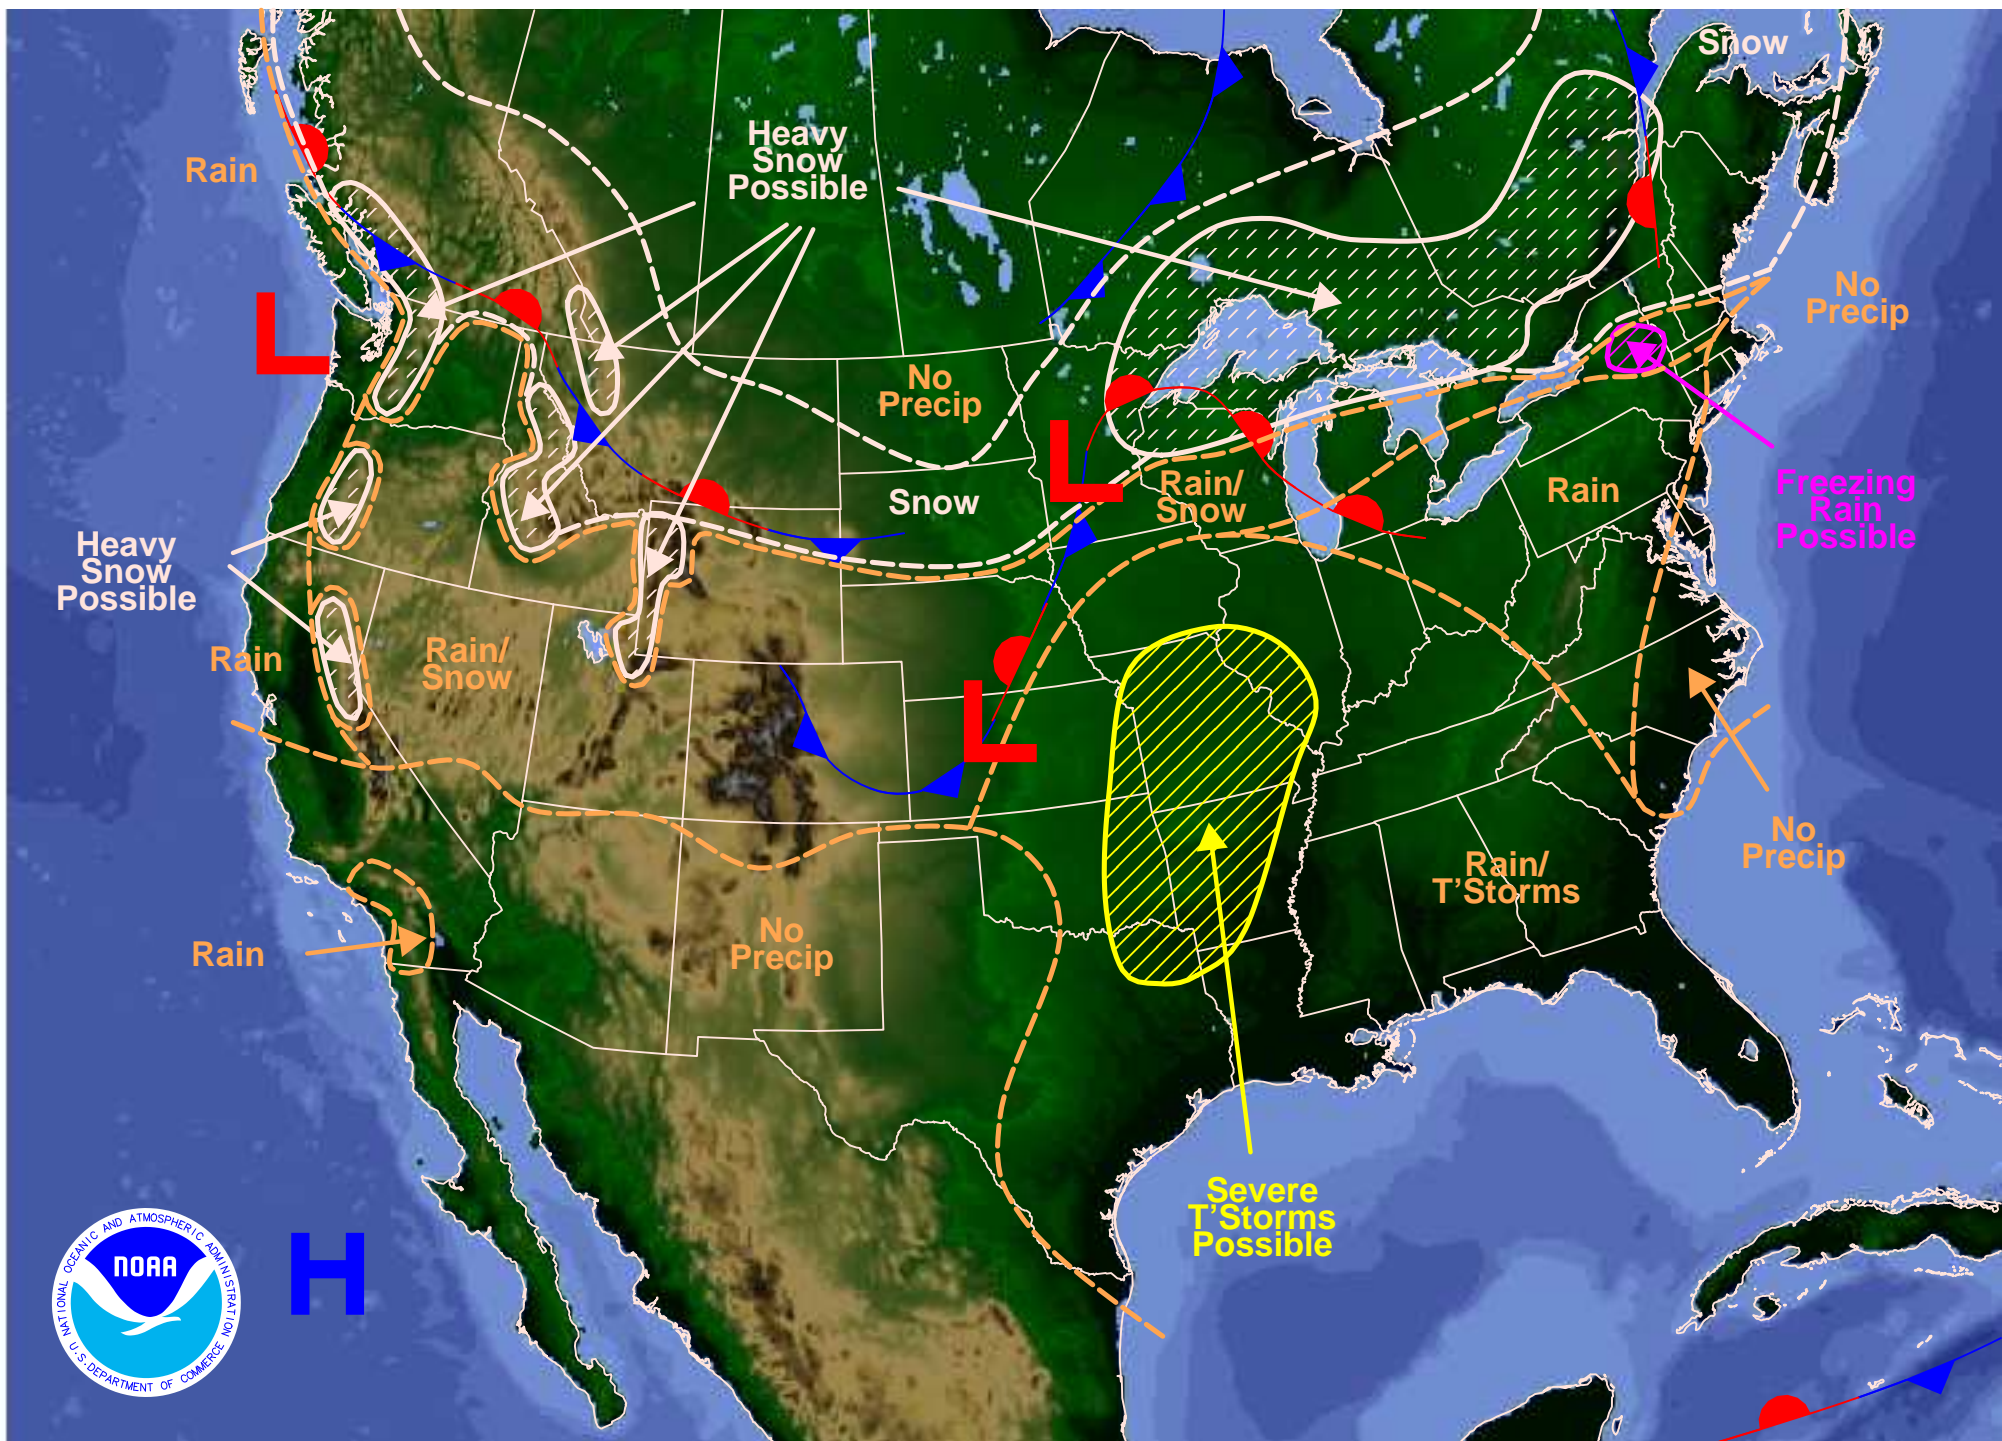 Snow
Heavy
Snow
Possible
Rain
No
Precip
No
Precip
L
L
Snow
Rain/
Snow
Rain
Freezing
Rain
Possible
Heavy
Snow
Possible
Rain
Rain/
Snow
L
No
Precip
Rain/
T'Storms
Rain
No
Precip
Severe
T'Storms
Possible
H
NATIONAL OCEANIC AND ATMOSPHERIC ADMINISTRATION
NOAA
U.S. DEPARTMENT OF COMMERCE